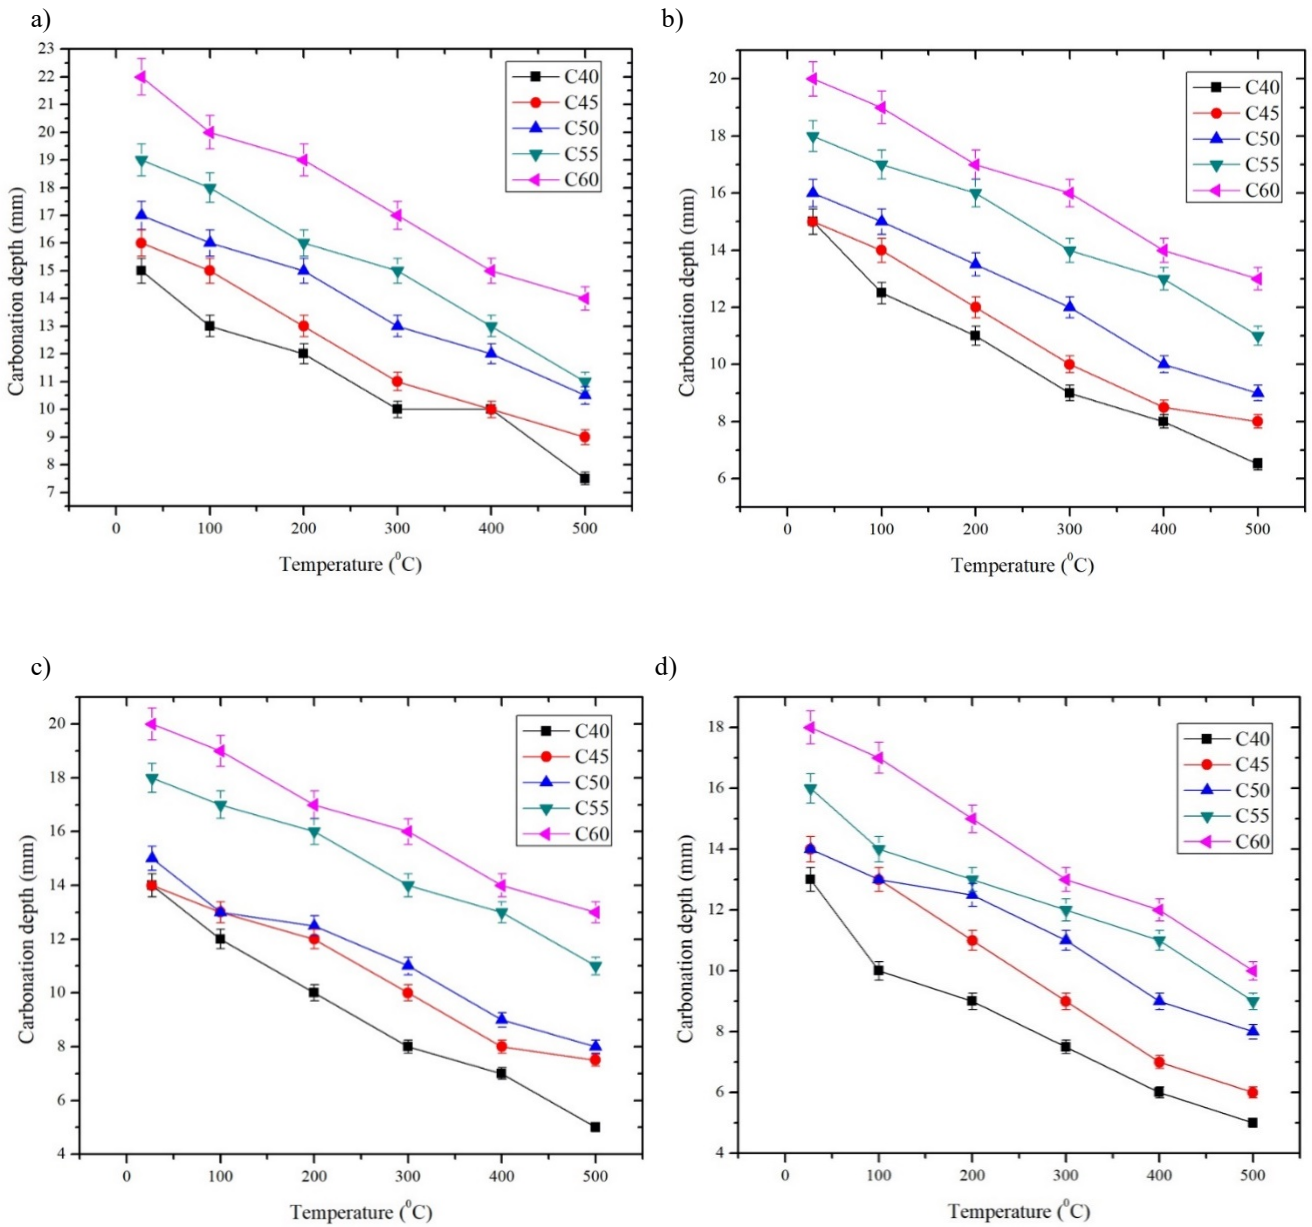 a)
23
22
21
20
19
18
17
16
15
14
13
12
11
10
9
8
7
Carbonation depth (mm)
C40
C45
C50
C55
C60
0 100 200 300 400 500
Temperature (⁰C)
b)
20
18
16
14
12
10
8
6
Carbonation depth (mm)
C40
C45
C50
C55
C60
0 100 200 300 400 500
Temperature (⁰C)
c)
20
18
16
14
12
10
8
6
4
Carbonation depth (mm)
C40
C45
C50
C55
C60
0 100 200 300 400 500
Temperature (⁰C)
d)
18
16
14
12
10
8
6
4
Carbonation depth (mm)
C40
C45
C50
C55
C60
0 100 200 300 400 500
Temperature (⁰C)